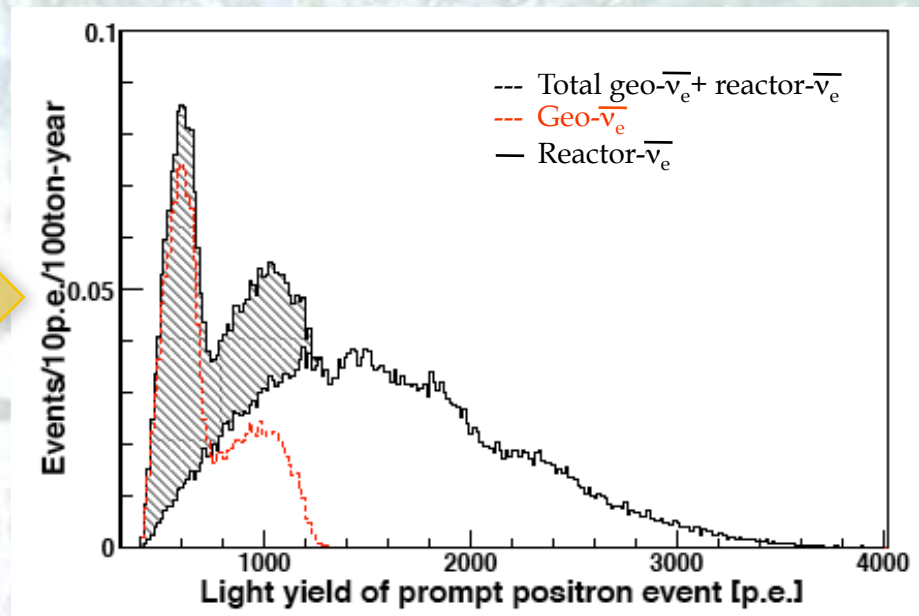 0.1
0.05
0
Events/10p.e./100ton-year
--- Total geo-ν̅e + reactor-ν̅e
--- Geo-ν̅e
— Reactor-ν̅e
1000 2000 3000 4000
Light yield of prompt positron event [p.e.]